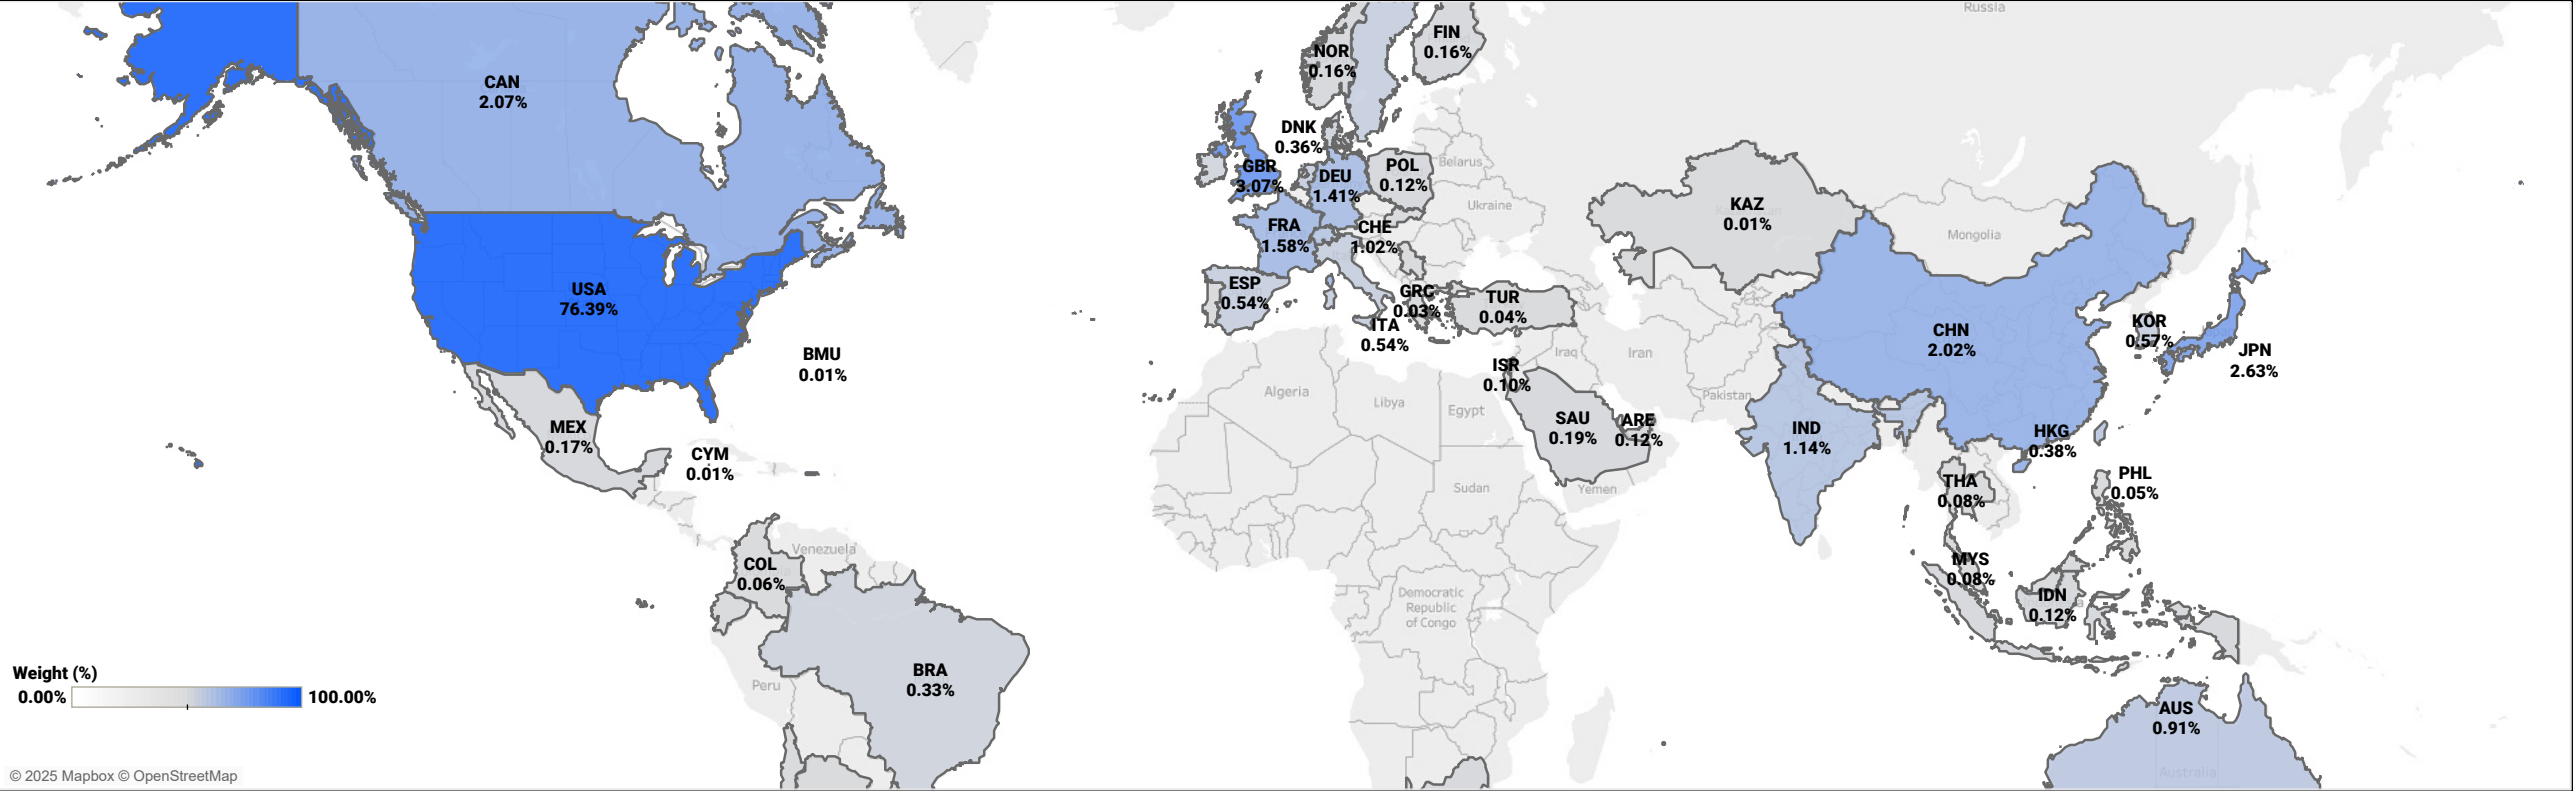 Russia
FIN
0.16%
NOR
0.16%
CAN
2.07%
DNK
0.36%
GBR
3.07%
DEU
1.41%
POL
0.12%
Belarus
Ukraine
FRA
1.58%
CHE
1.02%
KAZ
0.01%
Mongolia
USA
76.39%
ESP
0.54%
GRC
0.03%
TUR
0.04%
ITA
0.54%
CHN
2.02%
KOR
0.57%
JPN
2.63%
BMU
0.01%
ISR
0.10%
Iraq
Iran
Algeria
Libya
Egypt
Pakistan
MEX
0.17%
SAU
0.19%
ARE
0.12%
IND
1.14%
HKG
0.38%
CYM
0.01%
Sudan
Yemen
THA
0.08%
PHL
0.05%
Venezuela
COL
0.06%
MYS
0.08%
Democratic
Republic
of Congo
IDN
0.12%
BRA
0.33%
Peru
AUS
0.91%
Australia
Weight (%)
0.00%
100.00%
© 2025 Mapbox © OpenStreetMap